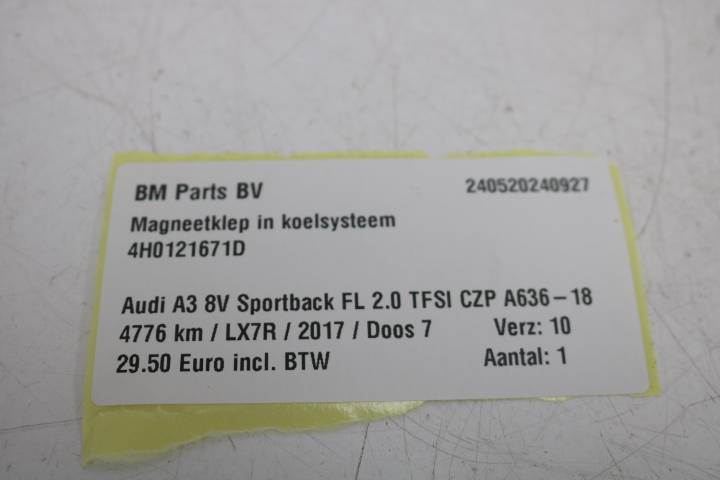 BM Parts BV 240520240927
Magneetklep in koelsysteem
4H0121671D
Audi A3 8V Sportback FL 2.0 TFSI CZP A636-18
4776 km / LX7R / 2017 / Doos 7 Verz: 10
29.50 Euro incl. BTW Aantal: 1